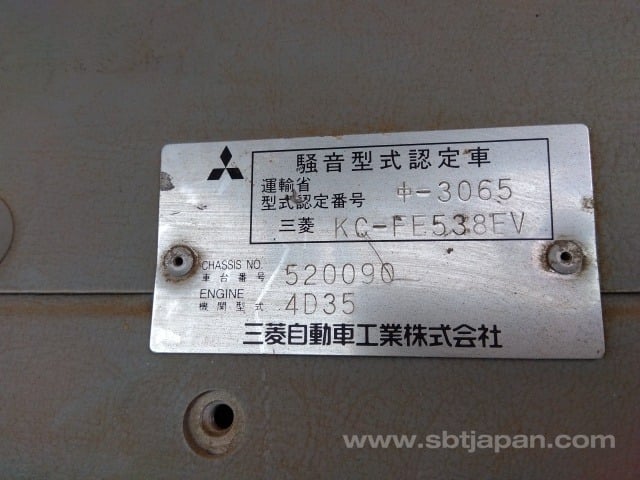 騒音型式認定車
運輸省
型式認定番号 中-3065
三菱 KC-FE538EV
CHASSIS NO.
車台番号 520090
ENGINE
機関型式 4D35
三菱自動車工業株式会社
www.sbtjapan.com